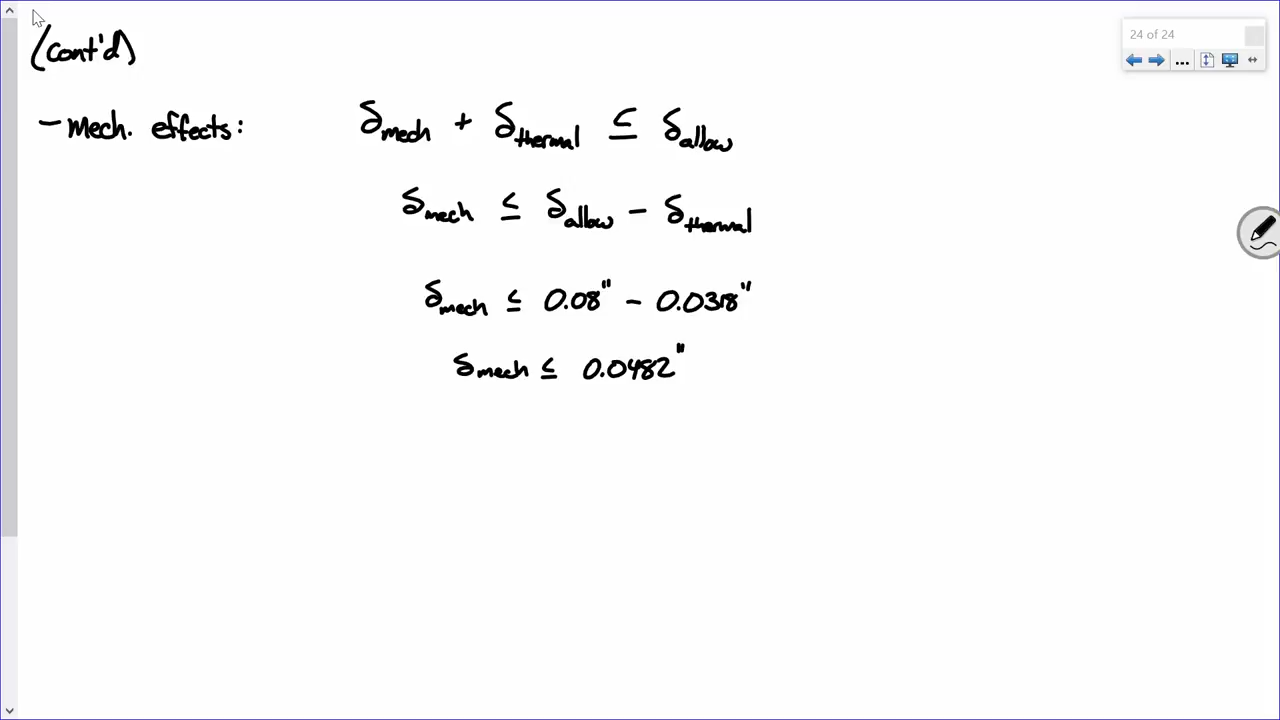 (cont'd)
24 of 24
- mech. effects: δmech + δthermal ≤ δallow
δmech ≤ δallow - δthermal
δmech ≤ 0.08" - 0.0318"
δmech ≤ 0.0482"